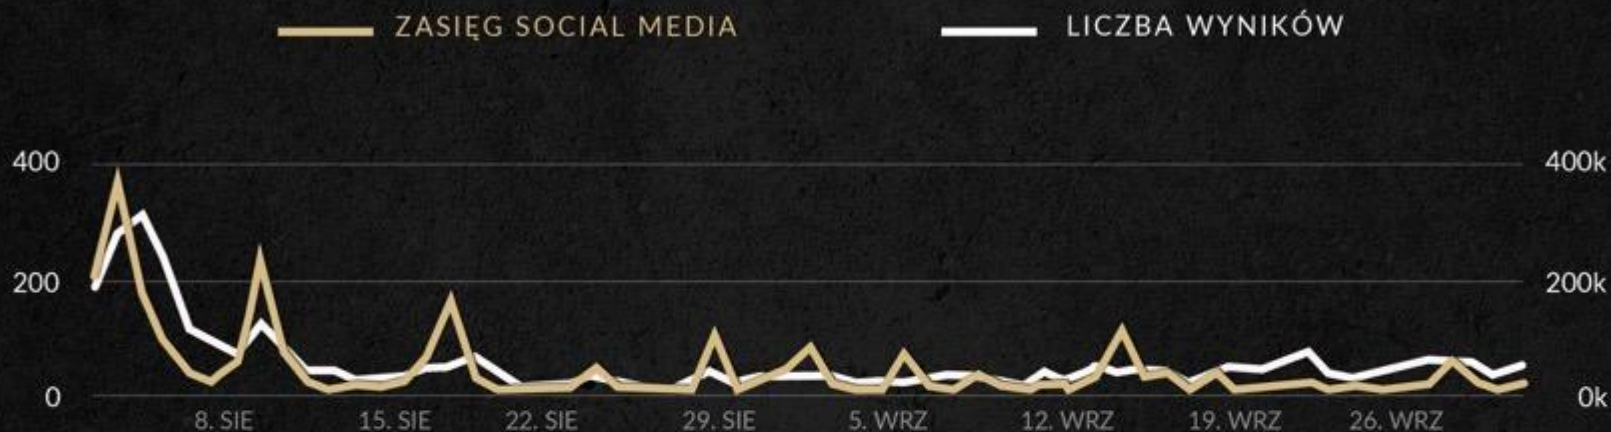 ZASIĘG SOCIAL MEDIA LICZBA WYNIKÓW
400 400k
200 200k
0 0k
8. SIE 15. SIE 22. SIE 29. SIE 5. WRZ 12. WRZ 19. WRZ 26. WRZ